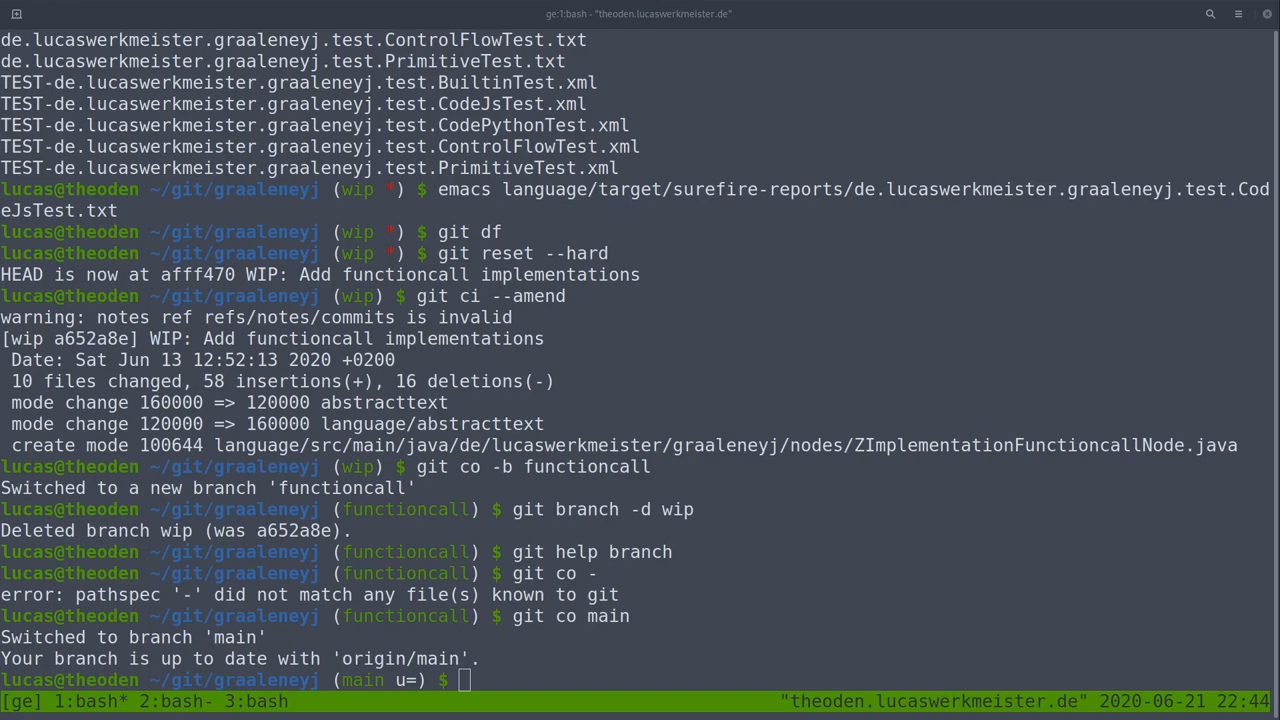 ge:1:bash - "theoden.lucaswerkmeister.de"
de.lucaswerkmeister.graaleneyj.test.ControlFlowTest.txt
de.lucaswerkmeister.graaleneyj.test.PrimitiveTest.txt
TEST-de.lucaswerkmeister.graaleneyj.test.BuiltinTest.xml
TEST-de.lucaswerkmeister.graaleneyj.test.CodeJsTest.xml
TEST-de.lucaswerkmeister.graaleneyj.test.CodePythonTest.xml
TEST-de.lucaswerkmeister.graaleneyj.test.ControlFlowTest.xml
TEST-de.lucaswerkmeister.graaleneyj.test.PrimitiveTest.xml
lucas@theoden ~/git/graaleneyj (wip *) $ emacs language/target/surefire-reports/de.lucaswerkmeister.graaleneyj.test.Cod
eJsTest.txt
lucas@theoden ~/git/graaleneyj (wip *) $ git df
lucas@theoden ~/git/graaleneyj (wip *) $ git reset --hard
HEAD is now at afff470 WIP: Add functioncall implementations
lucas@theoden ~/git/graaleneyj (wip) $ git ci --amend
warning: notes ref refs/notes/commits is invalid
[wip a652a8e] WIP: Add functioncall implementations
 Date: Sat Jun 13 12:52:13 2020 +0200
 10 files changed, 58 insertions(+), 16 deletions(-)
 mode change 160000 => 120000 abstracttext
 mode change 120000 => 160000 language/abstracttext
 create mode 100644 language/src/main/java/de/lucaswerkmeister/graaleneyj/nodes/ZImplementationFunctioncallNode.java
lucas@theoden ~/git/graaleneyj (wip) $ git co -b functioncall
Switched to a new branch 'functioncall'
lucas@theoden ~/git/graaleneyj (functioncall) $ git branch -d wip
Deleted branch wip (was a652a8e).
lucas@theoden ~/git/graaleneyj (functioncall) $ git help branch
lucas@theoden ~/git/graaleneyj (functioncall) $ git co -
error: pathspec '-' did not match any file(s) known to git
lucas@theoden ~/git/graaleneyj (functioncall) $ git co main
Switched to branch 'main'
Your branch is up to date with 'origin/main'.
lucas@theoden ~/git/graaleneyj (main u=) $
[ge] 1:bash* 2:bash- 3:bash "theoden.lucaswerkmeister.de" 2020-06-21 22:44